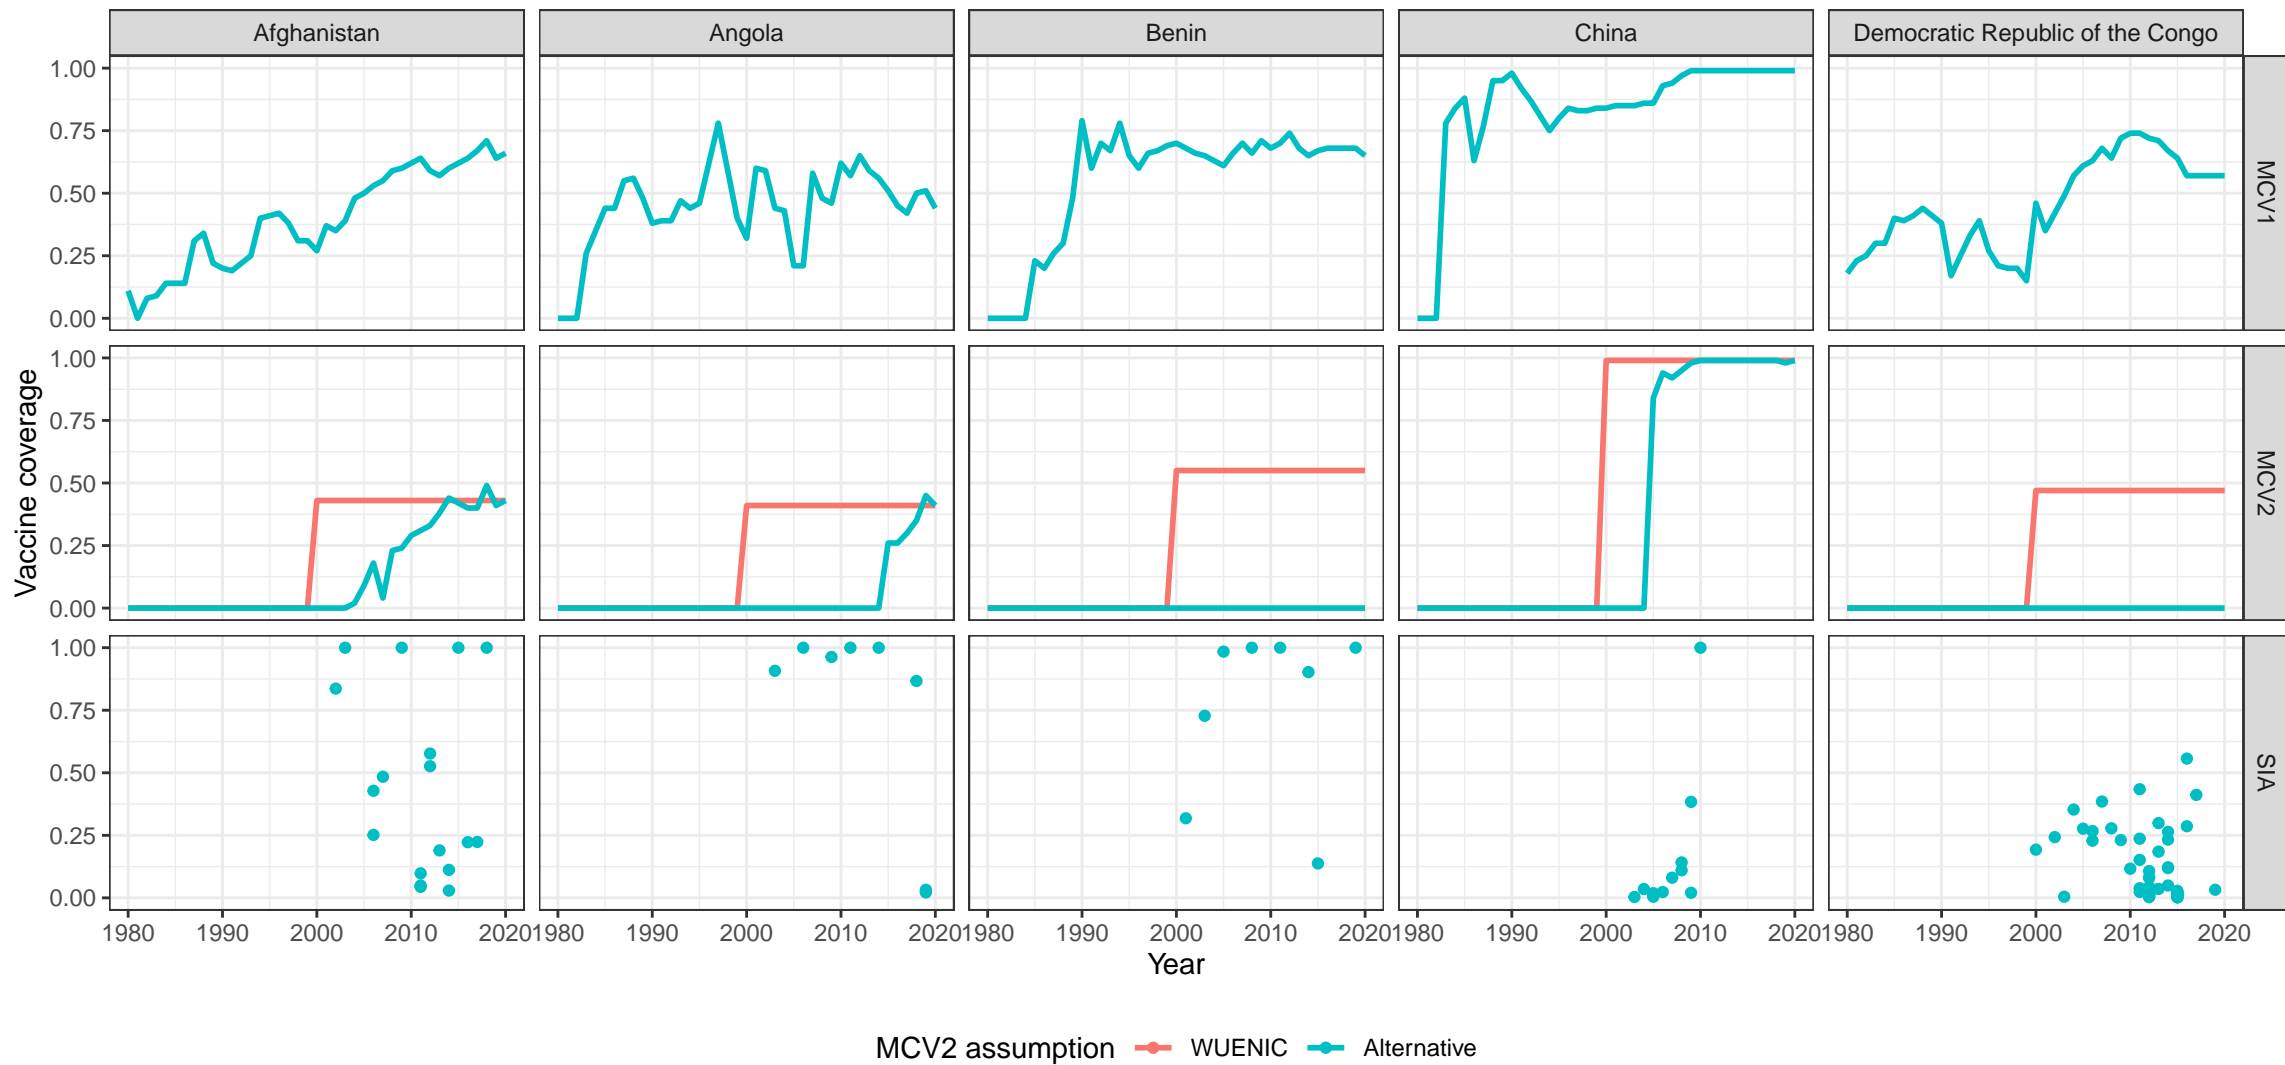 Afghanistan Angola Benin China Democratic Republic of the Congo
1.00
0.75
0.50
0.25
0.00
MCV1
1.00
0.75
0.50
0.25
0.00
MCV2
1.00
0.75
0.50
0.25
0.00
SIA
Vaccine coverage
1980 1990 2000 2010 2020 1980 1990 2000 2010 2020 1980 1990 2000 2010 2020 1980 1990 2000 2010 2020 1980 1990 2000 2010 2020
Year
MCV2 assumption WUENIC Alternative